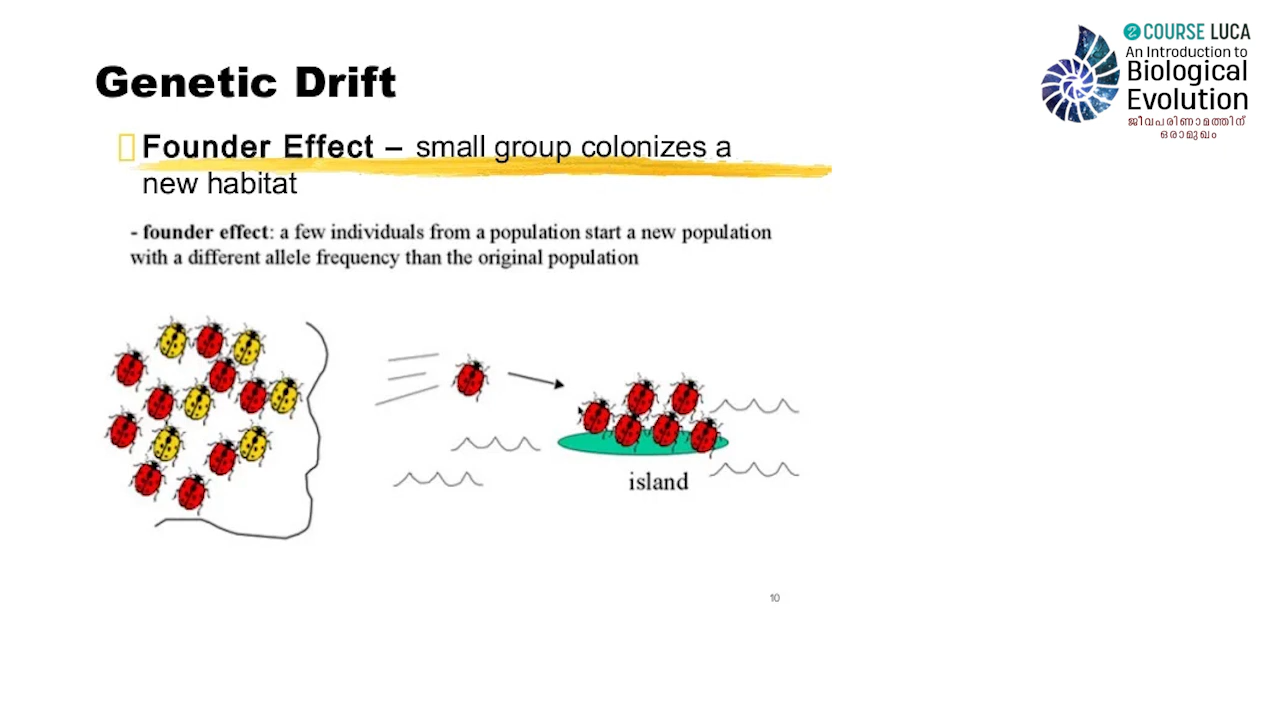 Genetic Drift
Founder Effect – small group colonizes a
new habitat
- founder effect: a few individuals from a population start a new population
with a different allele frequency than the original population
island
10
COURSE LUCA
An Introduction to
Biological
Evolution
ജീവപരിണാമത്തിന്
ഒരാമുഖം